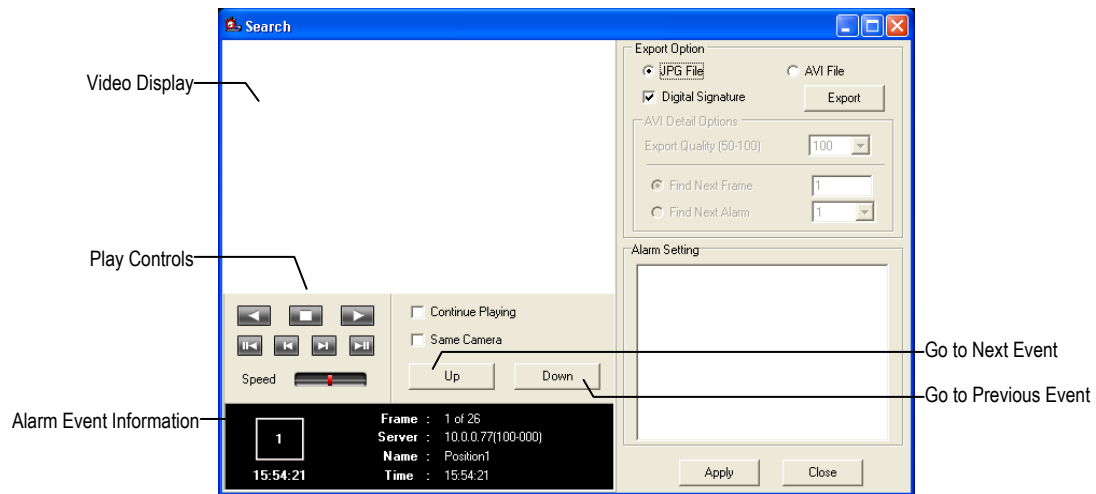 Search
Video Display
Export Option
JPG File
AVI File
Digital Signature
Export
AVI Detail Options
Export Quality (50-100)
100
Find Next Frame
1
Find Next Alarm
1
Alarm Setting
Play Controls
Continue Playing
Same Camera
Up
Down
Speed
Go to Next Event
Go to Previous Event
Alarm Event Information
1
15:54:21
Frame : 1 of 26
Server : 10.0.0.77(100-000)
Name : Position1
Time : 15:54:21
Apply
Close